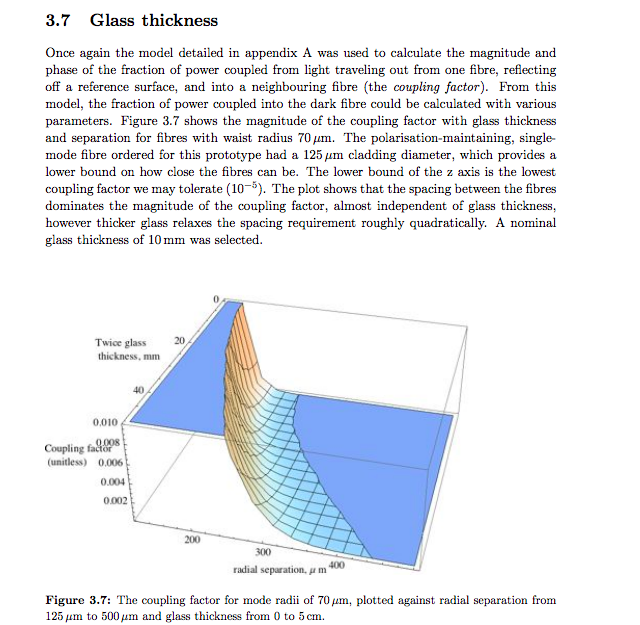 3.7 Glass thickness
Once again the model detailed in appendix A was used to calculate the magnitude and
phase of the fraction of power coupled from light traveling out from one fibre, reflecting
off a reference surface, and into a neighbouring fibre (the coupling factor). From this
model, the fraction of power coupled into the dark fibre could be calculated with various
parameters. Figure 3.7 shows the magnitude of the coupling factor with glass thickness
and separation for fibres with waist radius 70 μm. The polarisation-maintaining, single-
mode fibre ordered for this prototype had a 125 μm cladding diameter, which provides a
lower bound on how close the fibres can be. The lower bound of the z axis is the lowest
coupling factor we may tolerate (10⁻⁵). The plot shows that the spacing between the fibres
dominates the magnitude of the coupling factor, almost independent of glass thickness,
however thicker glass relaxes the spacing requirement roughly quadratically. A nominal
glass thickness of 10 mm was selected.
0
20
Twice glass
thickness, mm
40
0.010
0.008
Coupling factor
(unitless) 0.006
0.004
0.002
200
300
400
radial separation, μ m
Figure 3.7: The coupling factor for mode radii of 70 μm, plotted against radial separation from
125 μm to 500 μm and glass thickness from 0 to 5 cm.